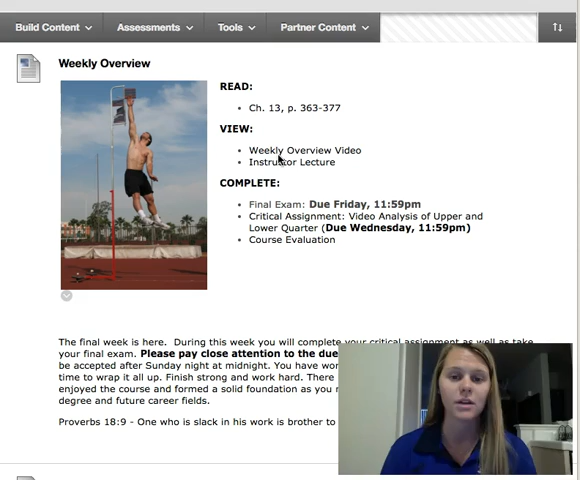 Build Content
Assessments
Tools
Partner Content
Weekly Overview
READ:
Ch. 13, p. 363-377
VIEW:
Weekly Overview Video
Instructor Lecture
COMPLETE:
Final Exam: Due Friday, 11:59pm
Critical Assignment: Video Analysis of Upper and
Lower Quarter (Due Wednesday, 11:59pm)
Course Evaluation
The final week is here. During this week you will complete your critical assignment as well as take
your final exam. Please pay close attention to the due
be accepted after Sunday night at midnight. You have
time to wrap it all up. Finish strong and work hard. There
enjoyed the course and formed a solid foundation as you
degree and future career fields.
Proverbs 18:9 - One who is slack in his work is brother to